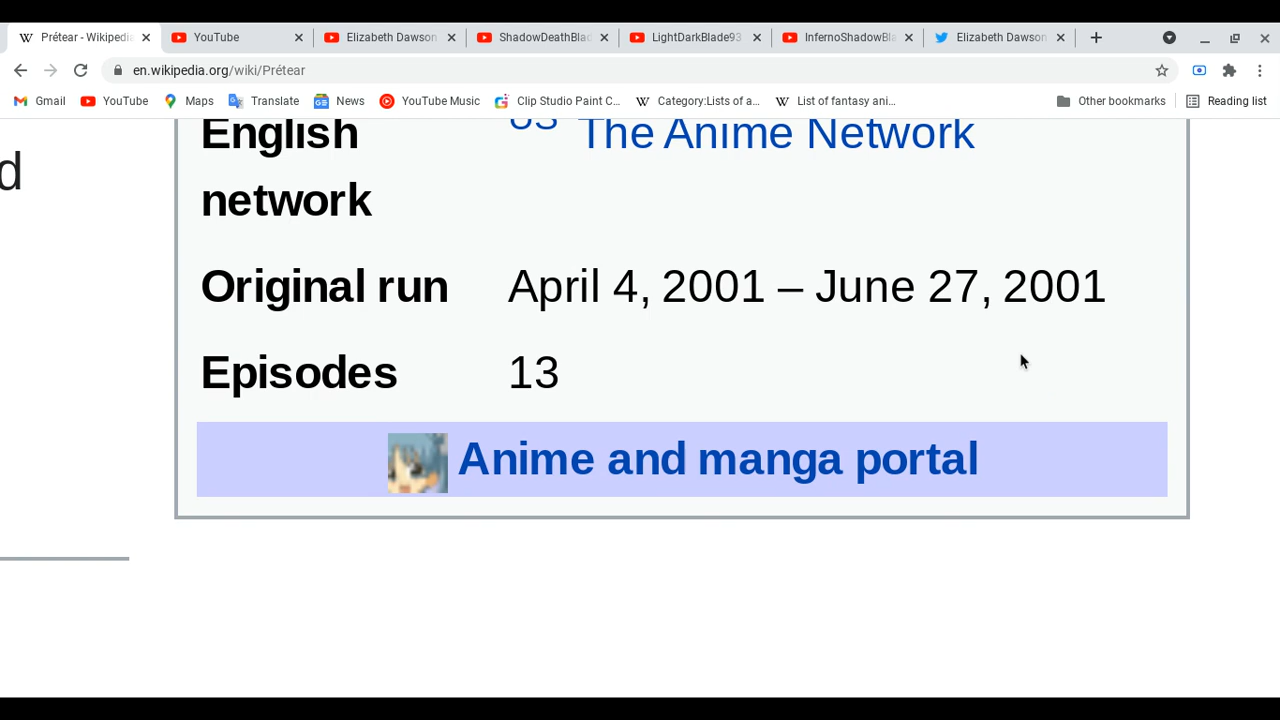 Prétear - Wikipedia
YouTube
Elizabeth Dawson
ShadowDeathBla
LightDarkBlade93
InfernoShadowBla
Elizabeth Dawson
en.wikipedia.org/wiki/Prétear
Gmail
YouTube
Maps
Translate
News
YouTube Music
Clip Studio Paint C...
Category:Lists of a...
List of fantasy ani...
Other bookmarks
Reading list
d
English network
US The Anime Network
Original run
April 4, 2001 – June 27, 2001
Episodes
13
Anime and manga portal